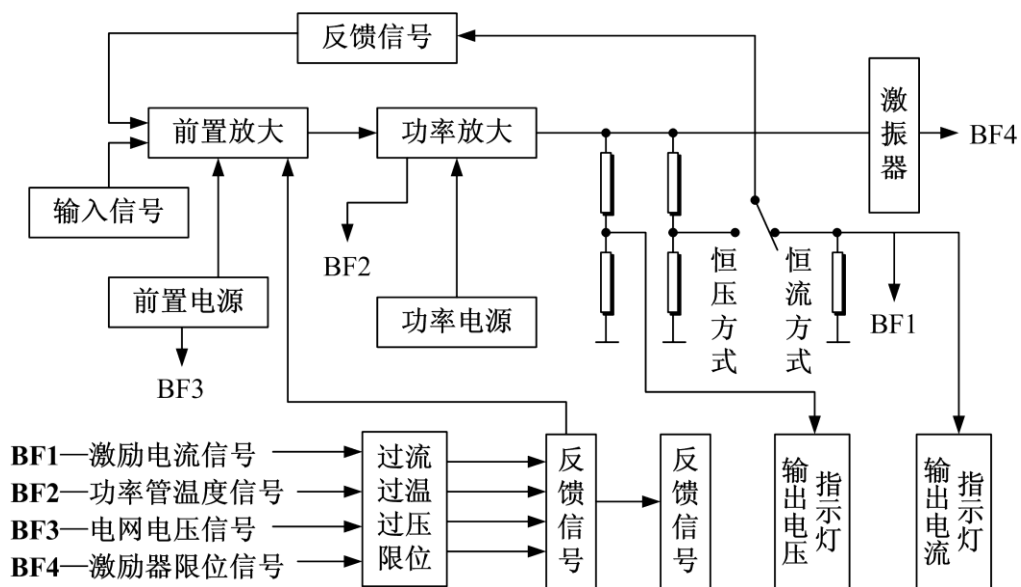 反馈信号
前置放大
功率放大
激振器
BF4
输入信号
BF2
恒压方式
恒流方式
前置电源
功率电源
BF1
BF3
BF1—激励电流信号
BF2—功率管温度信号
BF3—电网电压信号
BF4—激励器限位信号
过流
过温
过压
限位
反馈信号
反馈信号
输出电压
指示灯
输出电流
指示灯